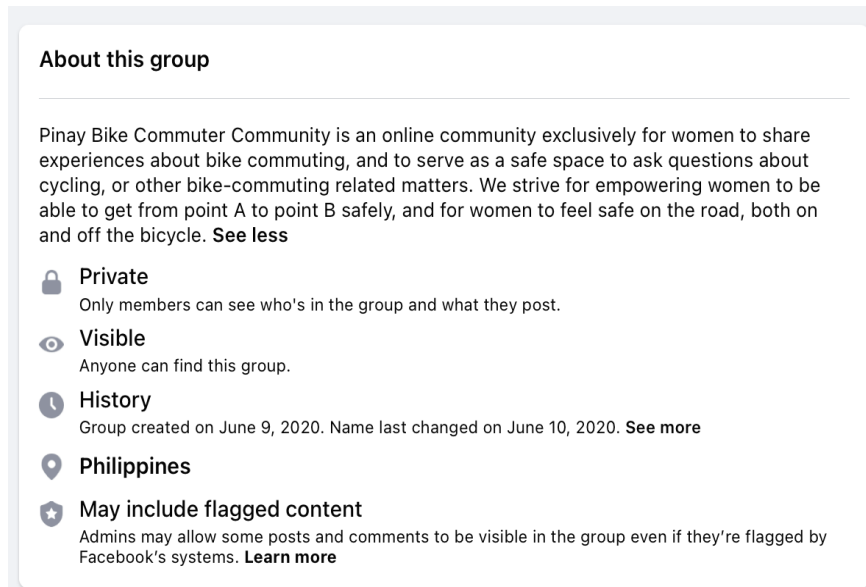 About this group
Pinay Bike Commuter Community is an online community exclusively for women to share
experiences about bike commuting, and to serve as a safe space to ask questions about
cycling, or other bike-commuting related matters. We strive for empowering women to be
able to get from point A to point B safely, and for women to feel safe on the road, both on
and off the bicycle. See less
Private
Only members can see who's in the group and what they post.
Visible
Anyone can find this group.
History
Group created on June 9, 2020. Name last changed on June 10, 2020. See more
Philippines
May include flagged content
Admins may allow some posts and comments to be visible in the group even if they’re flagged by
Facebook’s systems. Learn more